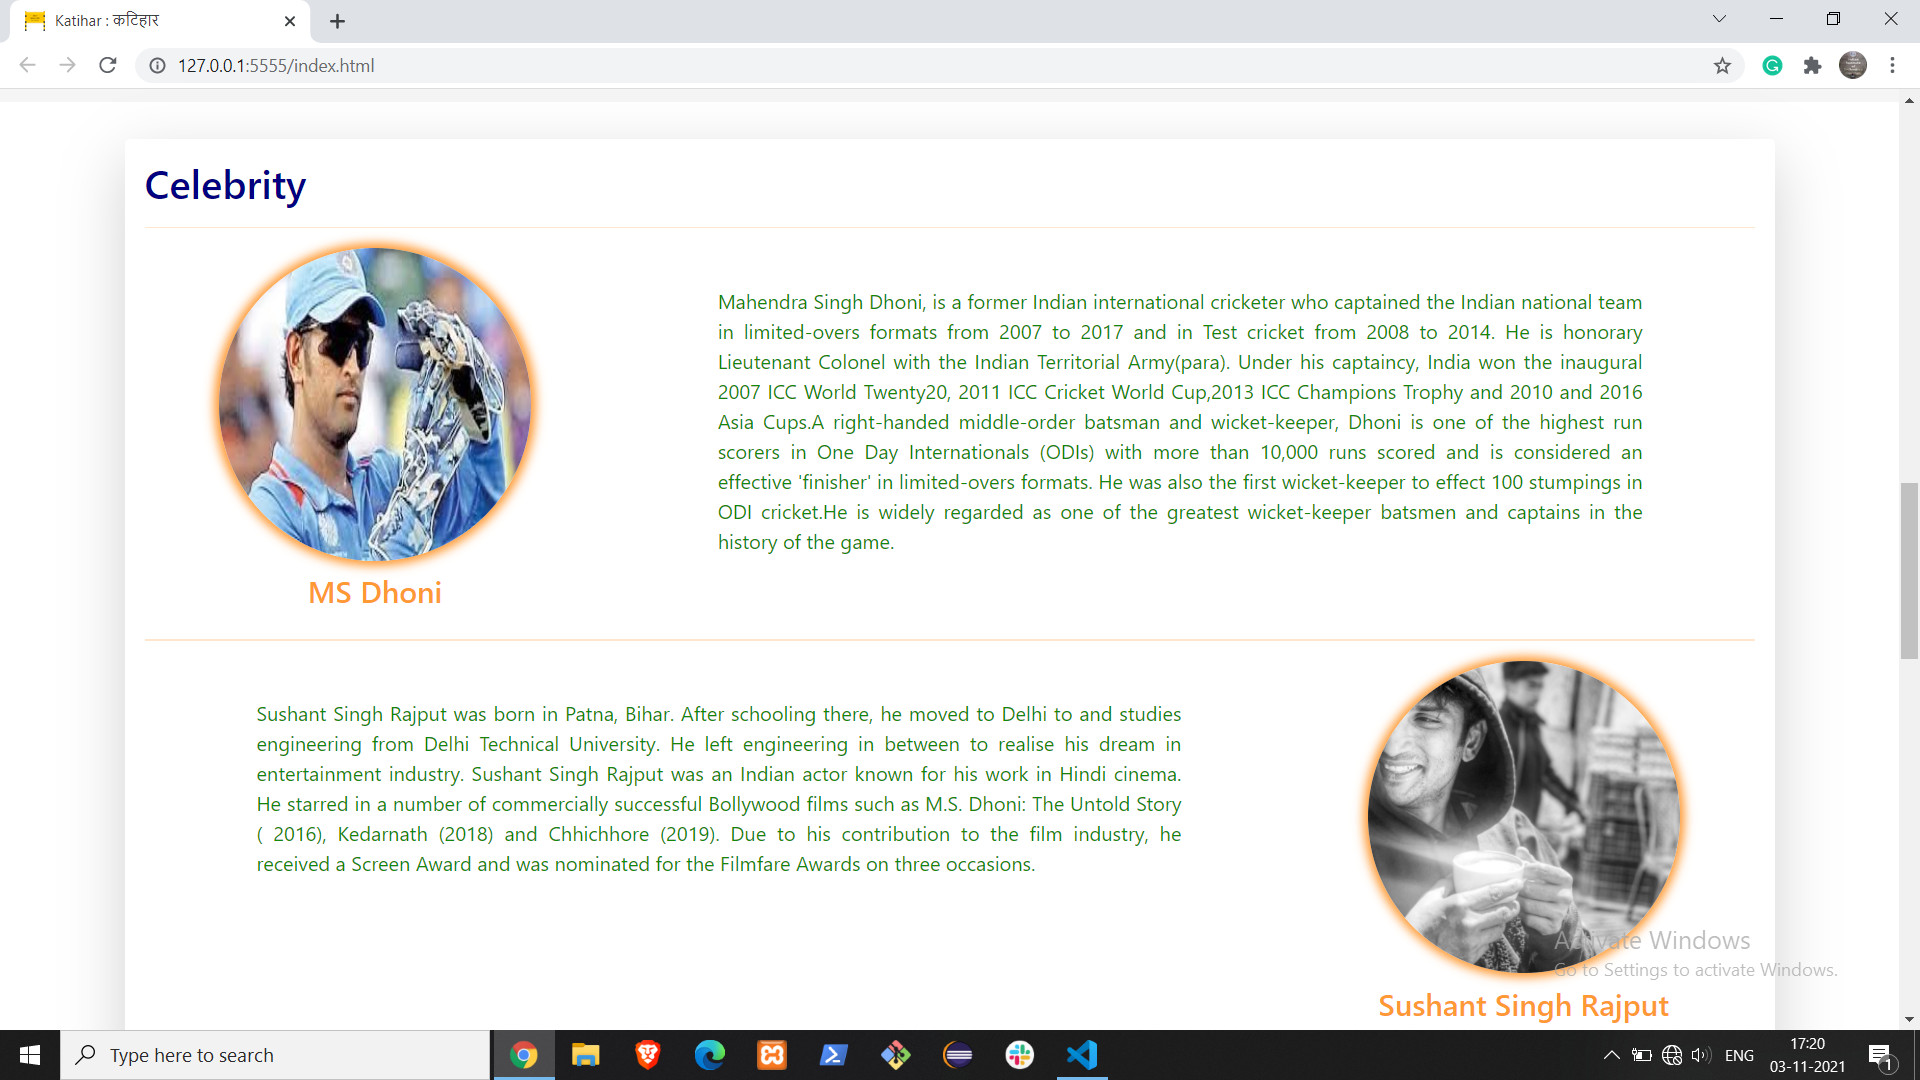 Katihar : कटिहार
127.0.0.1:5555/index.html
Celebrity
Mahendra Singh Dhoni, is a former Indian international cricketer who captained the Indian national team
in limited-overs formats from 2007 to 2017 and in Test cricket from 2008 to 2014. He is honorary
Lieutenant Colonel with the Indian Territorial Army(para). Under his captaincy, India won the inaugural
2007 ICC World Twenty20, 2011 ICC Cricket World Cup,2013 ICC Champions Trophy and 2010 and 2016
Asia Cups.A right-handed middle-order batsman and wicket-keeper, Dhoni is one of the highest run
scorers in One Day Internationals (ODIs) with more than 10,000 runs scored and is considered an
effective 'finisher' in limited-overs formats. He was also the first wicket-keeper to effect 100 stumpings in
ODI cricket.He is widely regarded as one of the greatest wicket-keeper batsmen and captains in the
history of the game.
MS Dhoni
Sushant Singh Rajput was born in Patna, Bihar. After schooling there, he moved to Delhi to and studies
engineering from Delhi Technical University. He left engineering in between to realise his dream in
entertainment industry. Sushant Singh Rajput was an Indian actor known for his work in Hindi cinema.
He starred in a number of commercially successful Bollywood films such as M.S. Dhoni: The Untold Story
( 2016), Kedarnath (2018) and Chhichhore (2019). Due to his contribution to the film industry, he
received a Screen Award and was nominated for the Filmfare Awards on three occasions.
Activate Windows
Go to Settings to activate Windows.
Sushant Singh Rajput
Type here to search
ENG
17:20
03-11-2021
1